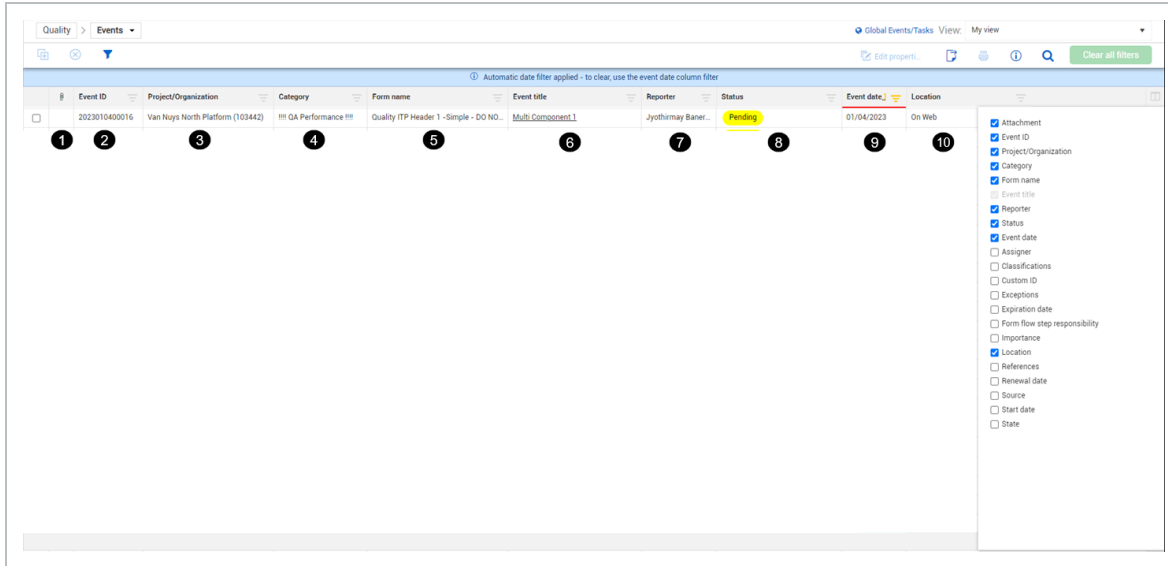 Quality > Events
Global Events/Tasks View: My view
Edit properti..
Clear all filters
Automatic date filter applied - to clear, use the event date column filter
Event ID Project/Organization Category Form name Event title Reporter Status Event date Location
2023010400016 Van Nuys North Platform (103442) !!!! QA Performance !!!! Quality ITP Header 1 -Simple - DO NO... Multi Component 1 Jyothirmay Baner... Pending 01/04/2023 On Web
1 2 3 4 5 6 7 8 9 10
Attachment
Event ID
Project/Organization
Category
Form name
Event title
Reporter
Status
Event date
Assigner
Classifications
Custom ID
Exceptions
Expiration date
Form flow step responsibility
Importance
Location
References
Renewal date
Source
Start date
State